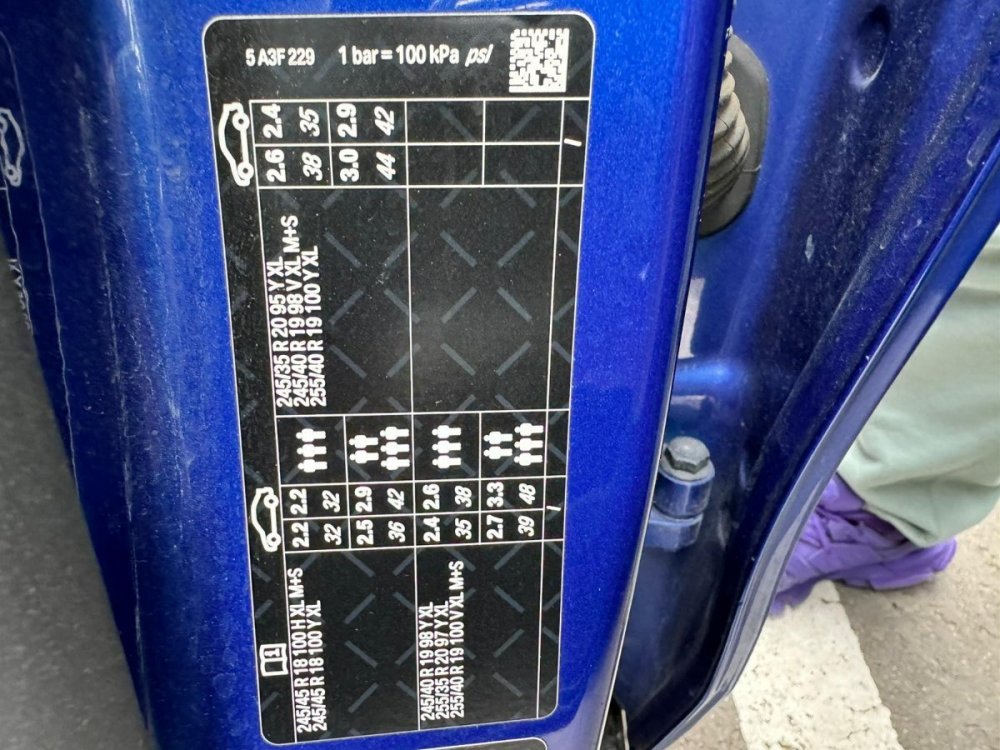 5 A3F 229 1 bar = 100 kPa psi
245/45 R 18 100 H XL M+S
245/45 R 18 100 Y XL
2.2 2.2
32 32
2.5 2.9
36 42
245/40 R 19 98 Y XL
255/35 R 20 97 Y XL
255/40 R 19 100 V XL M+S
2.4 2.6
35 38
2.7 3.3
39 48
/
245/35 R 20 95 Y XL
245/40 R 19 98 V XL M+S
255/40 R 19 100 Y XL
2.6 2.4
38 35
3.0 2.9
44 42
/